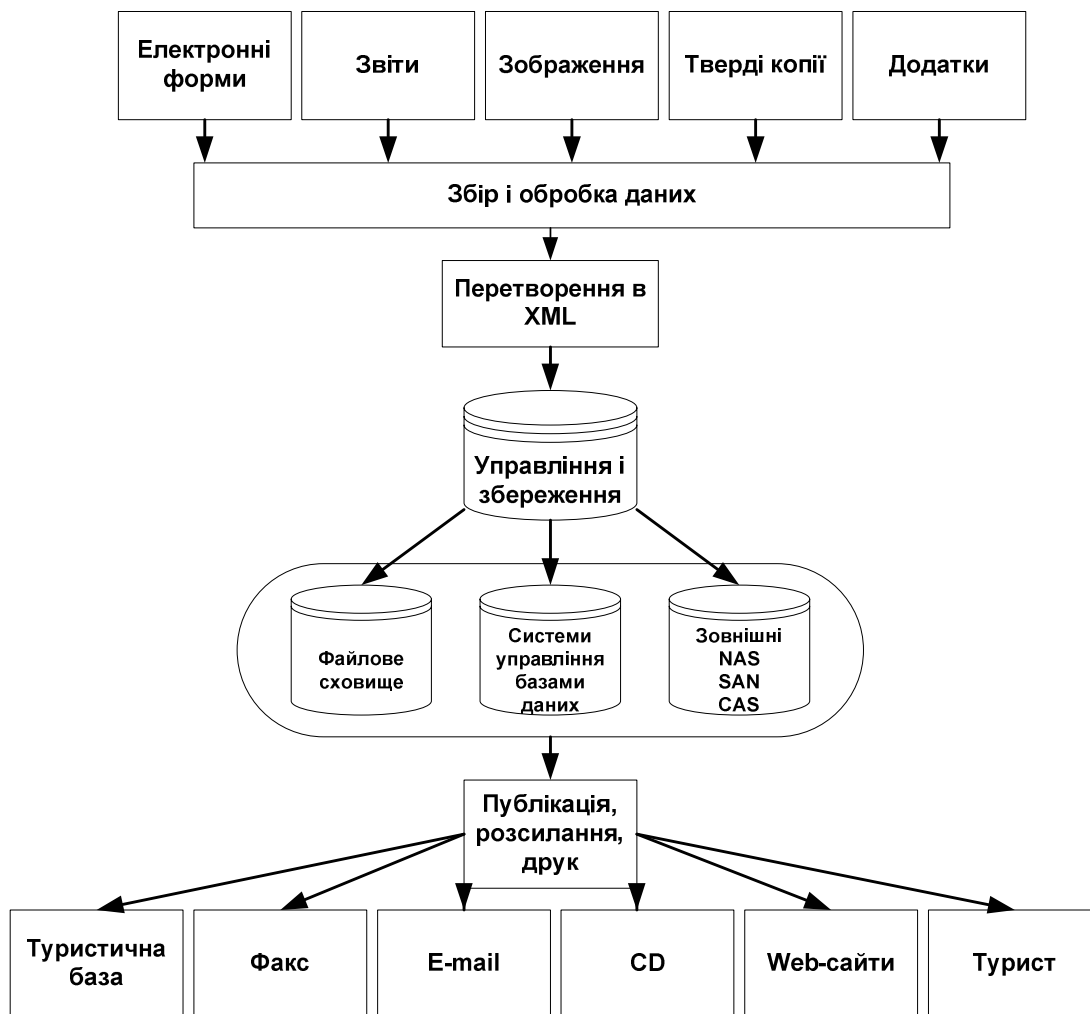 Електронні
форми
Звіти
Зображення
Тверді копії
Додатки
Збір і обробка даних
Перетворення в
XML
Управління і
збереження
Файлове
сховище
Системи
управління
базами
даних
Зовнішні
NAS
SAN
CAS
Публікація,
розсилання,
друк
Туристична
база
Факс
E-mail
CD
Web-сайти
Турист